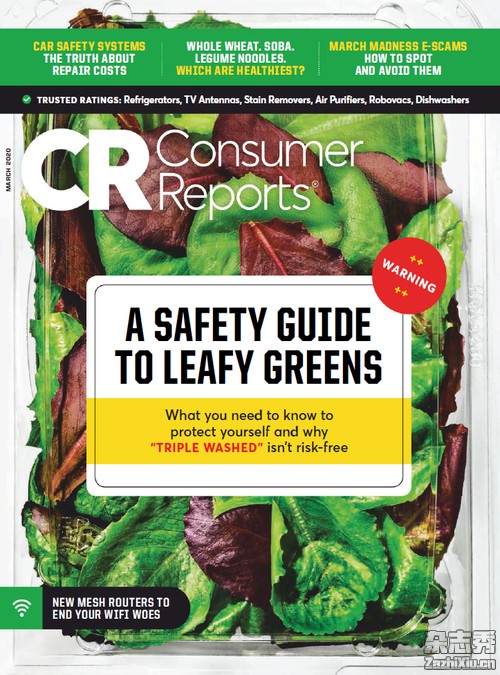 CAR SAFETY SYSTEMS
THE TRUTH ABOUT
REPAIR COSTS
WHOLE WHEAT. SOBA.
LEGUME NOODLES.
WHICH ARE HEALTHIEST?
MARCH MADNESS E-SCAMS
HOW TO SPOT
AND AVOID THEM
TRUSTED RATINGS: Refrigerators, TV Antennas, Stain Removers, Air Purifiers, Robovacs, Dishwashers
MARCH 2020
CR Consumer
Reports®
WARNING
A SAFETY GUIDE
TO LEAFY GREENS
What you need to know to
protect yourself and why
“TRIPLE WASHED” isn’t risk-free
NEW MESH ROUTERS TO
END YOUR WIFI WOES
杂志秀
ZaZhiXiu.cn